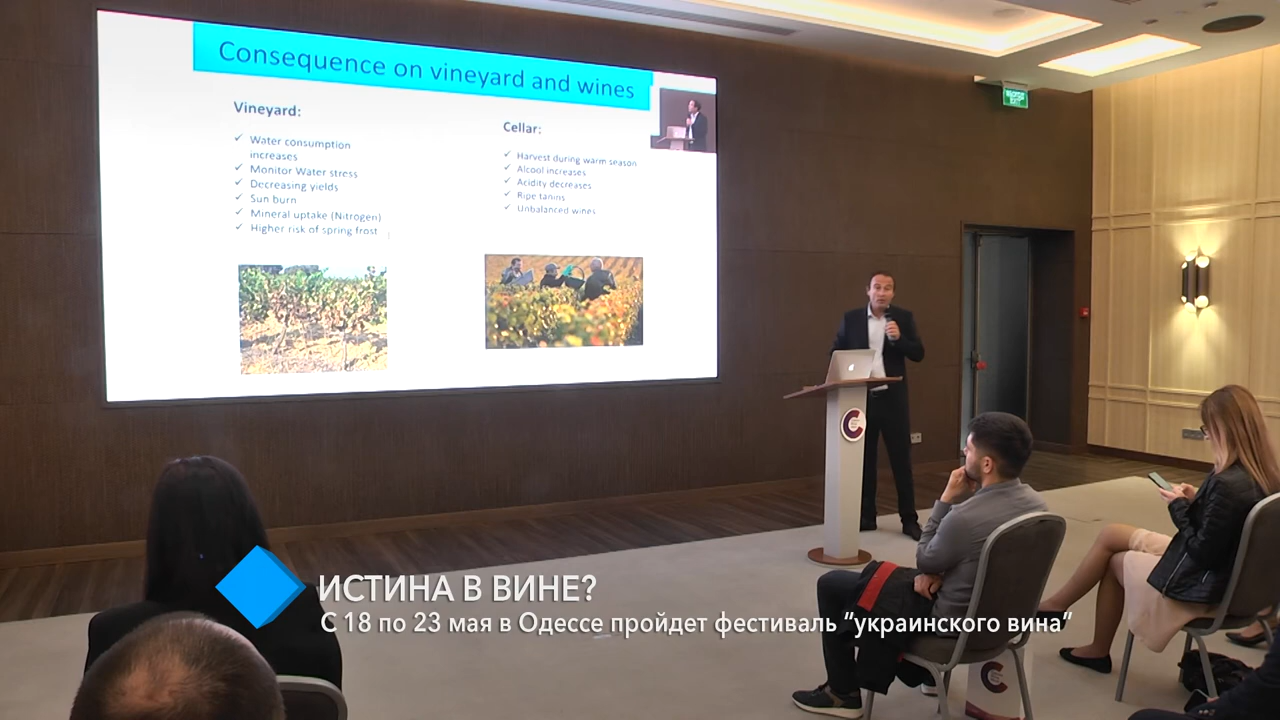 Consequence on vineyard and wines
Vineyard:
✓ Water consumption
increases
✓ Monitor Water stress
✓ Decreasing yields
✓ Sun burn
✓ Mineral uptake (Nitrogen)
✓ Higher risk of spring frost
Cellar:
✓ Harvest during warm season
✓ Alcool increases
✓ Acidity decreases
✓ Ripe tanins
✓ Unbalanced wines
ИСТИНА В ВИНЕ?
С 18 по 23 мая в Одессе пройдет фестиваль “украинского вина”